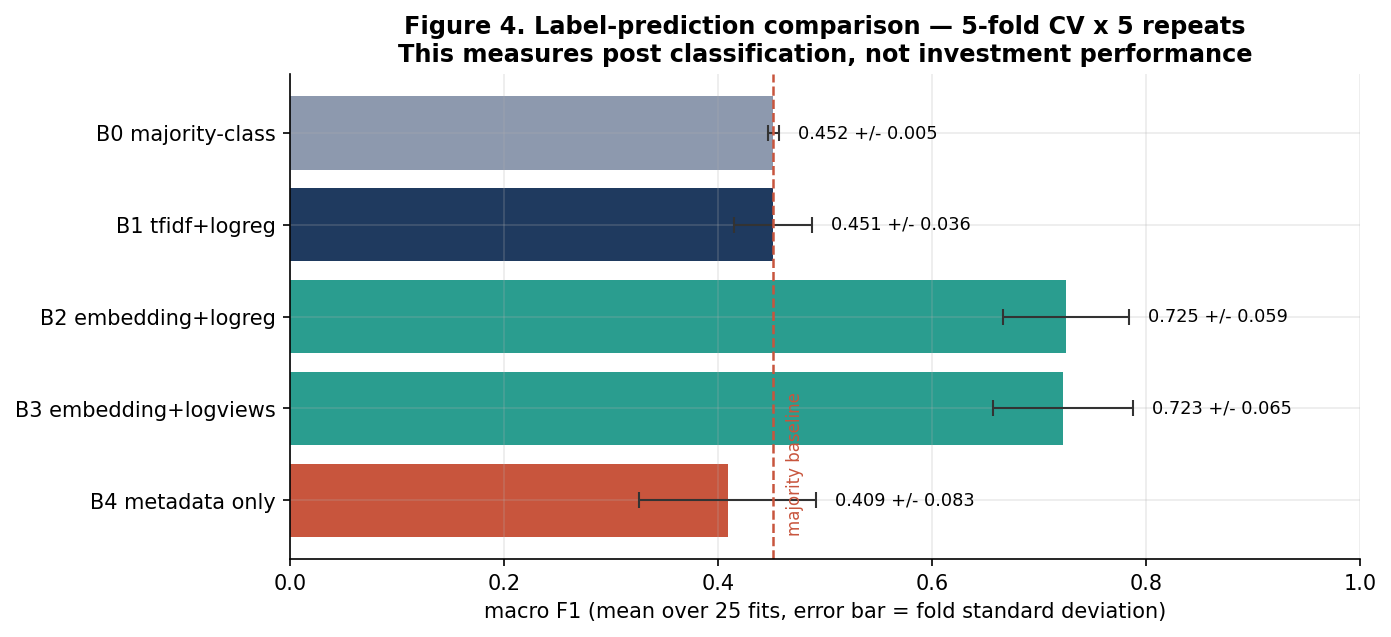 Figure 4. Label-prediction comparison — 5-fold CV x 5 repeats
This measures post classification, not investment performance
B0 majority-class
0.452 +/- 0.005
B1 tfidf+logreg
0.451 +/- 0.036
B2 embedding+logreg
0.725 +/- 0.059
B3 embedding+logviews
0.723 +/- 0.065
majority baseline
B4 metadata only
0.409 +/- 0.083
0.0 0.2 0.4 0.6 0.8 1.0
macro F1 (mean over 25 fits, error bar = fold standard deviation)